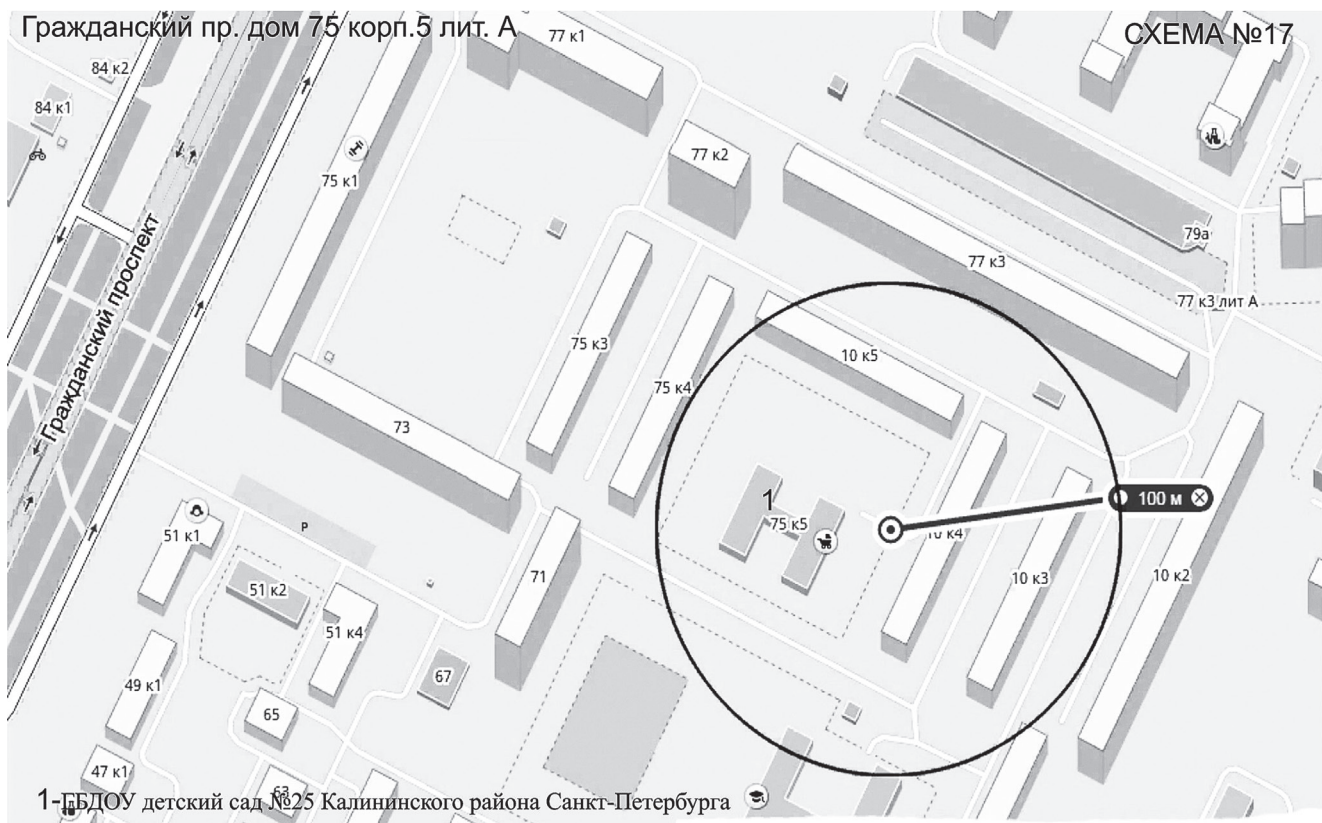 Гражданский пр. дом 75 корп.5 лит. А
СХЕМА №17
77 к1
84 к2
84 к1
77 к2
75 к1
79а
77 к3
77 к3 лит А
Гражданский проспект
75 к3
10 к5
75 к4
73
1
100 м
75 к5
10 к4
P
51 к1
71
10 к3
10 к2
51 к2
51 к4
67
49 к1
65
47 к1
63
1-ГБДОУ детский сад №25 Калининского района Санкт-Петербурга